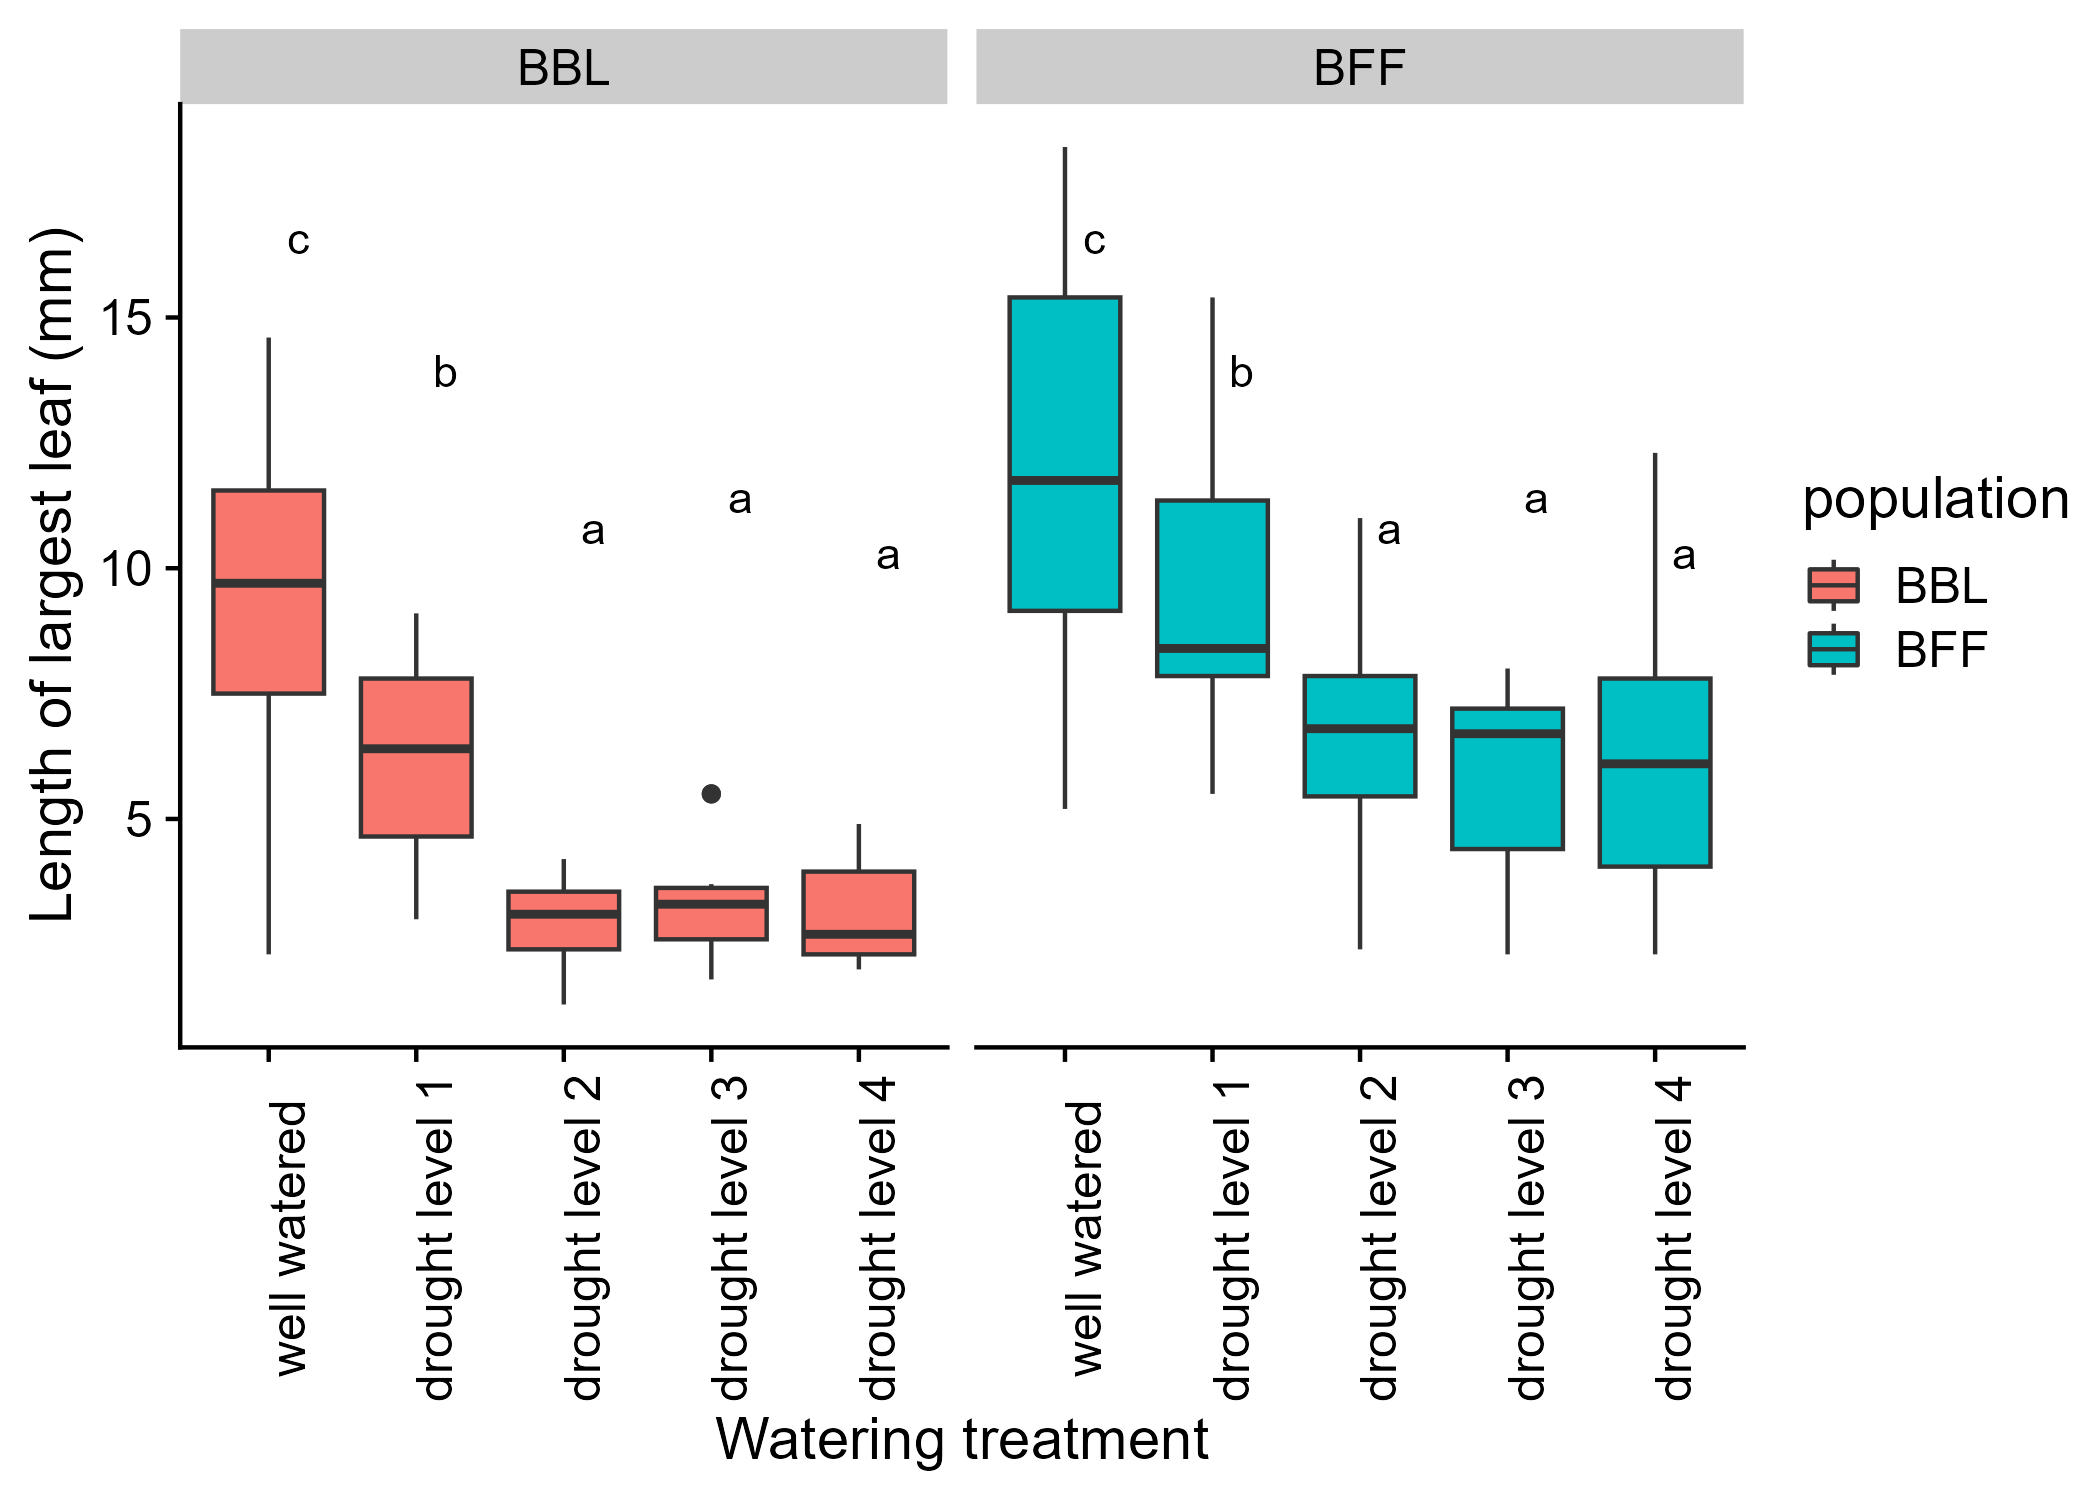 BBL
BFF
Length of largest leaf (mm)
15
10
5
c
b
a
a
a
c
b
a
a
a
well watered
drought level 1
drought level 2
drought level 3
drought level 4
well watered
drought level 1
drought level 2
drought level 3
drought level 4
Watering treatment
population
BBL
BFF